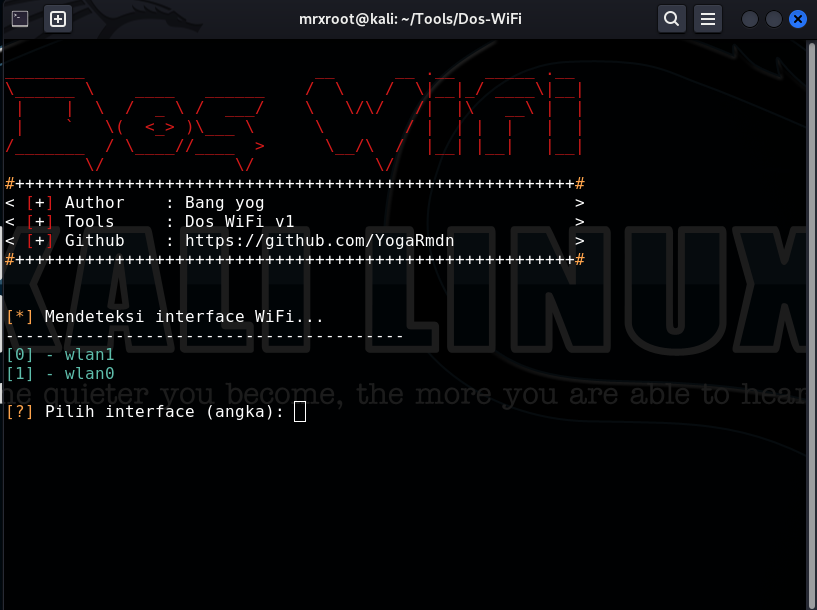 mrxroot@kali: ~/Tools/Dos-WiFi
Dos WiFi
#++++++++++++++++++++++++++++++++++++++++++++++++++++++++#
< [+] Author    : Bang yog                               >
< [+] Tools     : Dos WiFi v1                            >
< [+] Github    : https://github.com/YogaRmdn            >
#++++++++++++++++++++++++++++++++++++++++++++++++++++++++#
KALI LINUX
[*] Mendeteksi interface WiFi...
----------------------------------------
[0] - wlan1
[1] - wlan0
he quieter you become, the more you are able to hear
[?] Pilih interface (angka):